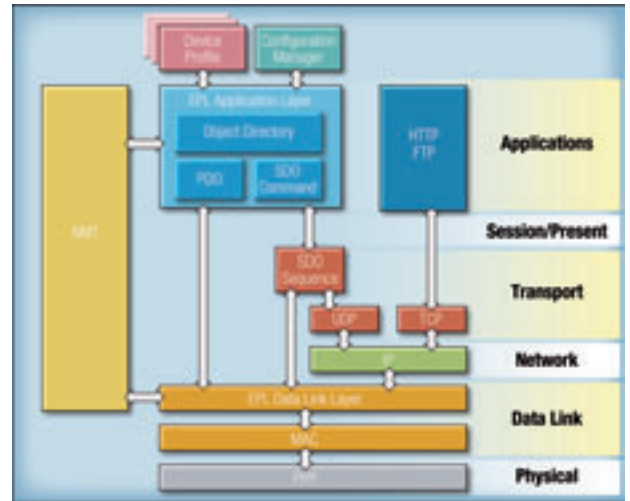 Device
Profile
Configuration
Manager
EPL Application Layer
Object Directory
PDO
SDO
Command
HTTP
FTP
Applications
NMT
Session/Present
SDO
Sequence
Transport
UDP
TCP
IP
Network
EPL Data Link Layer
Data Link
MAC
Physical